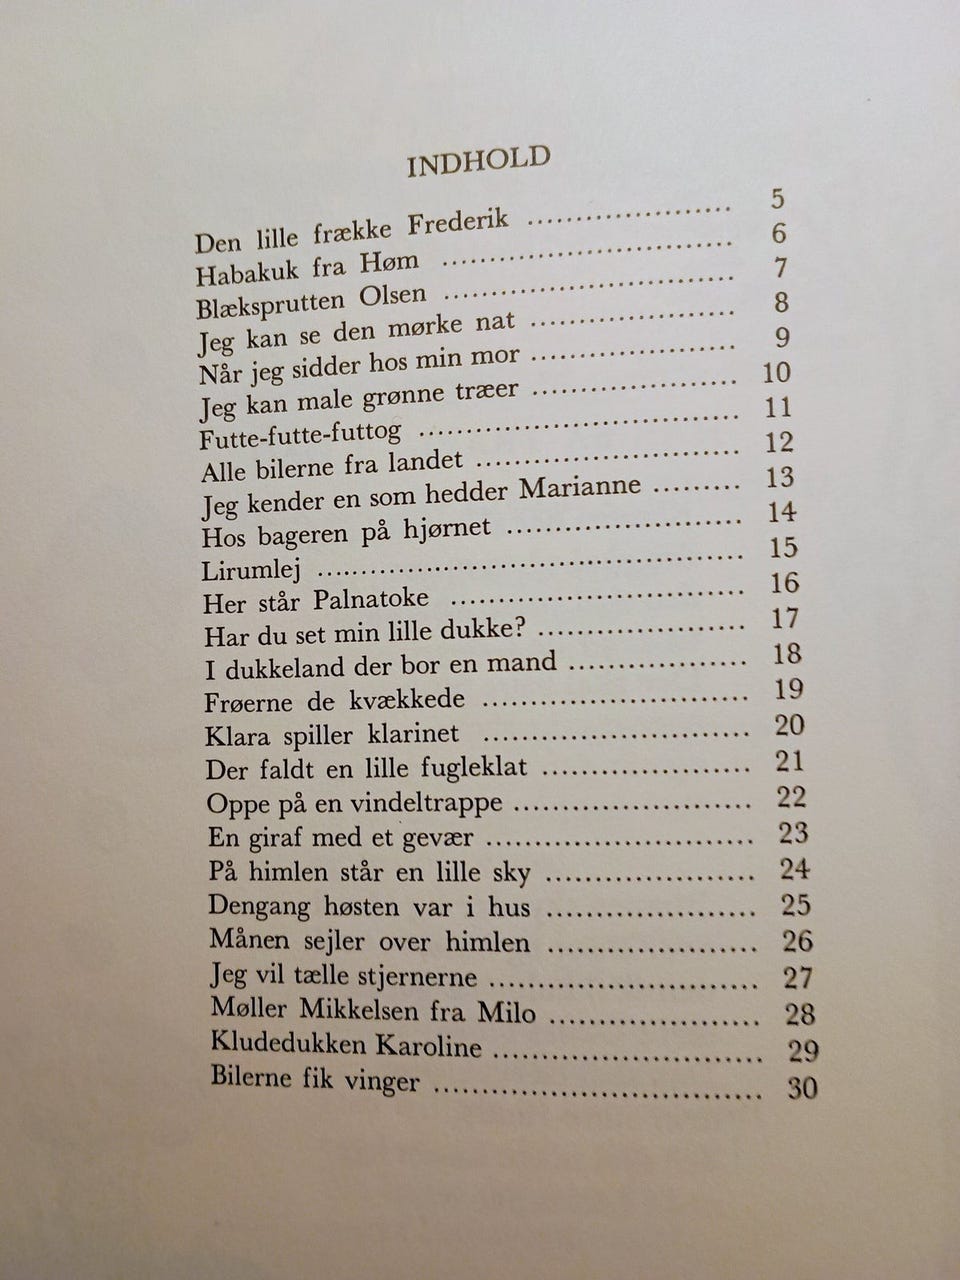 INDHOLD
Den lille frække Frederik ........................ 5
Habakuk fra Høm ........................ 6
Blæksprutten Olsen ........................ 7
Jeg kan se den mørke nat ........................ 8
Når jeg sidder hos min mor ........................ 9
Jeg kan male grønne træer ........................ 10
Futte-futte-futtog ........................ 11
Alle bilerne fra landet ........................ 12
Jeg kender en som hedder Marianne ......... 13
Hos bageren på hjørnet ........................ 14
Lirumlej ........................ 15
Her står Palnatoke ........................ 16
Har du set min lille dukke? ........................ 17
I dukkeland der bor en mand ........................ 18
Frøerne de kvækkede ........................ 19
Klara spiller klarinet ........................ 20
Der faldt en lille fugleklat ........................ 21
Oppe på en vindeltrappe ........................ 22
En giraf med et gevær ........................ 23
På himlen står en lille sky ........................ 24
Dengang høsten var i hus ........................ 25
Månen sejler over himlen ........................ 26
Jeg vil tælle stjernerne ........................ 27
Møller Mikkelsen fra Milo ........................ 28
Kludedukken Karoline ........................ 29
Bilerne fik vinger ........................ 30